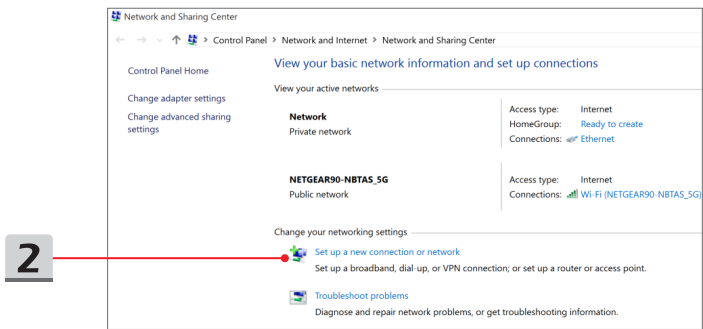 Network and Sharing Center
Control Panel > Network and Internet > Network and Sharing Center
Control Panel Home
Change adapter settings
Change advanced sharing
settings
View your basic network information and set up connections
View your active networks
Network
Private network
Access type: Internet
HomeGroup: Ready to create
Connections: Ethernet
NETGEAR90-NBTAS_5G
Public network
Access type: Internet
Connections: Wi-Fi (NETGEAR90-NBTAS_5G)
Change your networking settings
2
Set up a new connection or network
Set up a broadband, dial-up, or VPN connection; or set up a router or access point.
Troubleshoot problems
Diagnose and repair network problems, or get troubleshooting information.